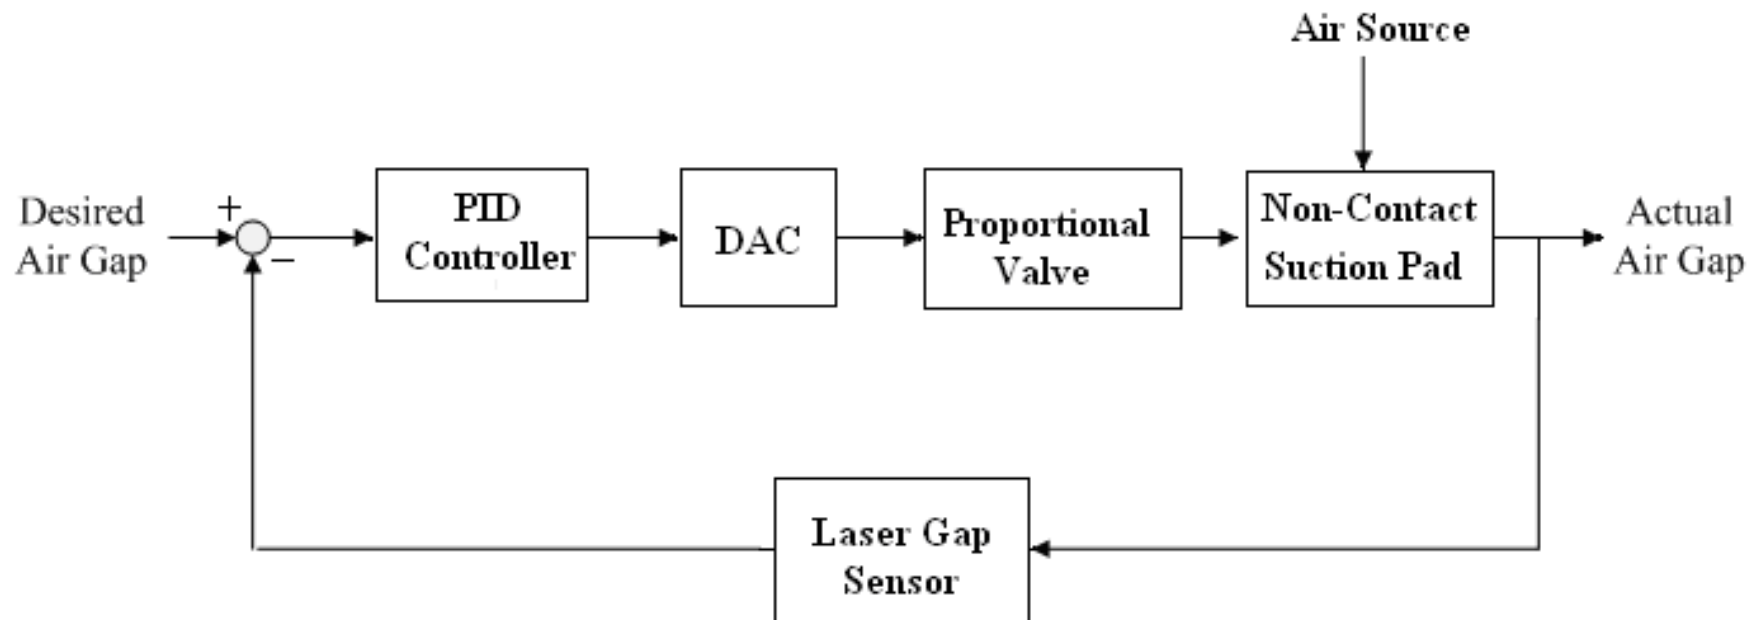 Air Source
Desired
Air Gap
+
−
PID
Controller
DAC
Proportional
Valve
Non-Contact
Suction Pad
Actual
Air Gap
Laser Gap
Sensor